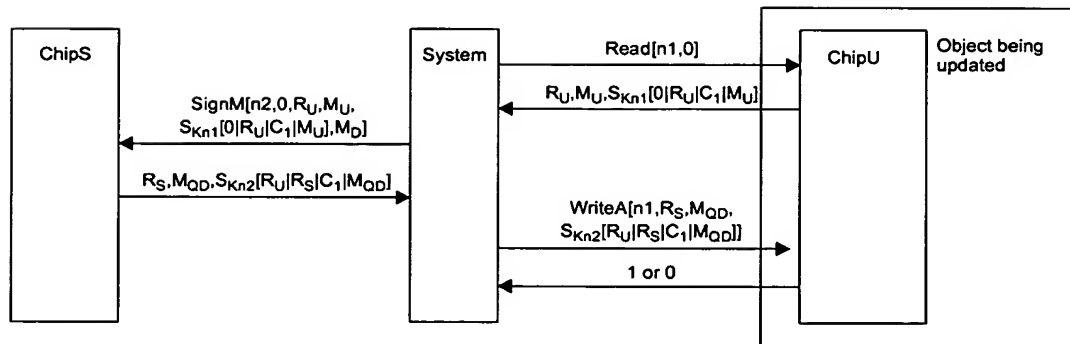 ChipS
System
ChipU
Object being
updated
Read[n1,0]
R_U,M_U,S_Kn1[0|R_U|C_1|M_U]
SignM[n2,0,R_U,M_U,
S_Kn1[0|R_U|C_1|M_U],M_D]
R_S,M_QD,S_Kn2[R_U|R_S|C_1|M_QD]
WriteA[n1,R_S,M_QD,
S_Kn2[R_U|R_S|C_1|M_QD]]
1 or 0